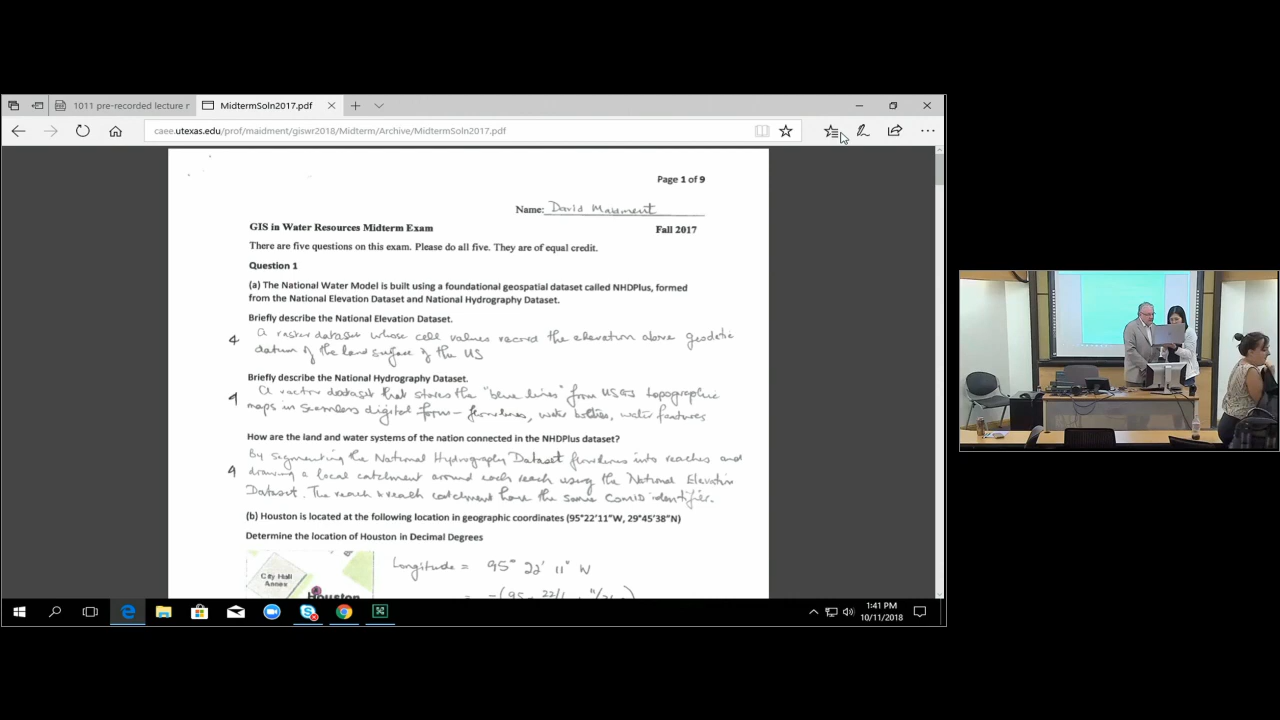 1011 pre-recorded lecture r
MidtermSoln2017.pdf
caee.utexas.edu/prof/maidment/giswr2018/Midterm/Archive/MidtermSoln2017.pdf
Page 1 of 9
Name: David Maidment
GIS in Water Resources Midterm Exam
Fall 2017
There are five questions on this exam. Please do all five. They are of equal credit.
Question 1
(a) The National Water Model is built using a foundational geospatial dataset called NHDPlus, formed
from the National Elevation Dataset and National Hydrography Dataset.
Briefly describe the National Elevation Dataset.
4 A raster dataset whose cell values record the elevation above geodetic
datum of the land surface of the US
Briefly describe the National Hydrography Dataset.
4 A vector dataset that stores the "blue lines" from USGS topographic
maps in seamless digital form - flowlines, water bodies, water features
How are the land and water systems of the nation connected in the NHDPlus dataset?
By segmenting the National Hydrography Dataset flowlines into reaches and
4 drawing a local catchment around each reach using the National Elevation
Dataset. The reach & reach catchment have the same COMID identifier.
(b) Houston is located at the following location in geographic coordinates (95°22'11"W, 29°45'38"N)
Determine the location of Houston in Decimal Degrees
City Hall
Annex
Houston
Longitude = 95° 22' 11" W
1:41 PM
10/11/2018